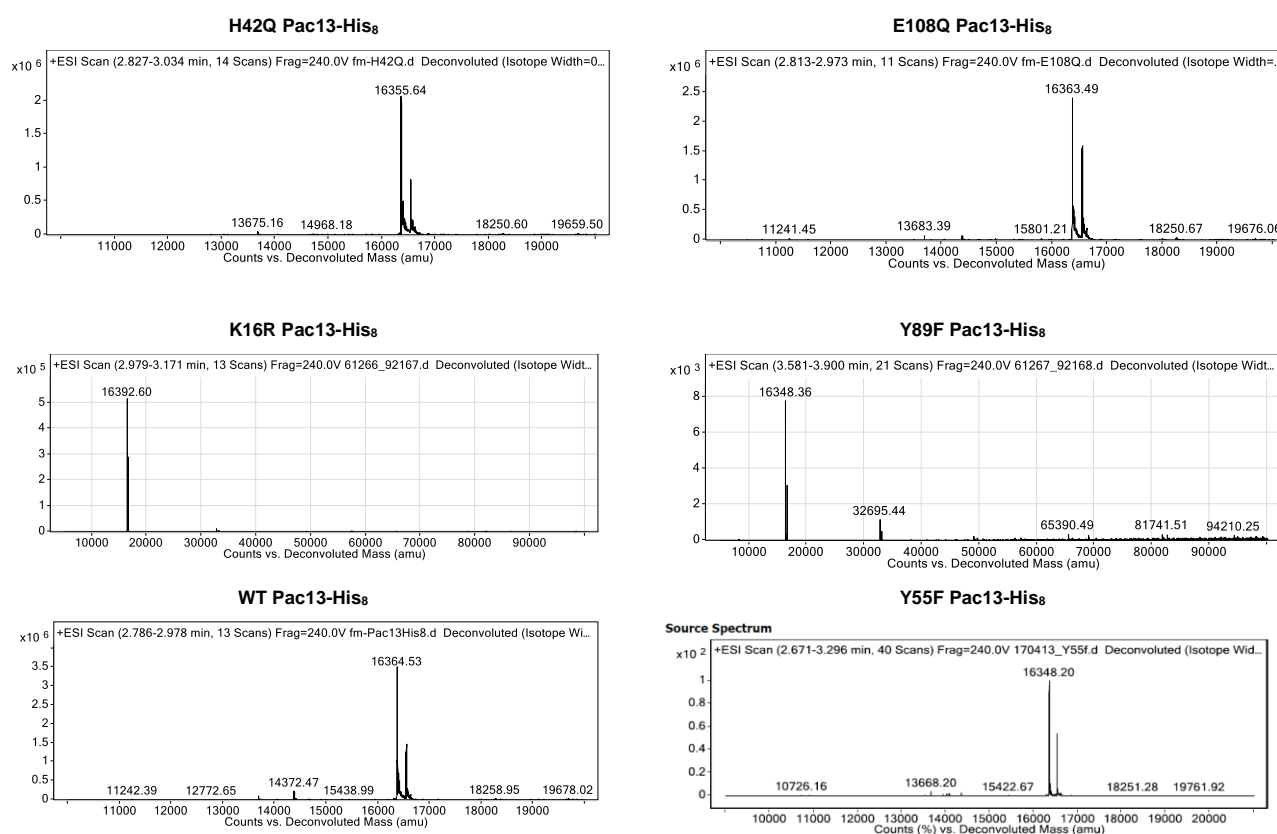 H42Q Pac13-His₈
x10 6
+ESI Scan (2.827-3.034 min, 14 Scans) Frag=240.0V fm-H42Q.d Deconvoluted (Isotope Width=0...
16355.64
2
1.5
1
0.5
0
13675.16 14968.18 18250.60 19659.50
11000 12000 13000 14000 15000 16000 17000 18000 19000
Counts vs. Deconvoluted Mass (amu)
E108Q Pac13-His₈
x10 6
+ESI Scan (2.813-2.973 min, 11 Scans) Frag=240.0V fm-E108Q.d Deconvoluted (Isotope Width=.
16363.49
2.5
2
1.5
1
0.5
0
11241.45 13683.39 15801.21 18250.67 19676.06
11000 12000 13000 14000 15000 16000 17000 18000 19000
Counts vs. Deconvoluted Mass (amu)
K16R Pac13-His₈
x10 5
+ESI Scan (2.979-3.171 min, 13 Scans) Frag=240.0V 61266_92167.d Deconvoluted (Isotope Widt...
16392.60
5
4
3
2
1
0
10000 20000 30000 40000 50000 60000 70000 80000 90000
Counts vs. Deconvoluted Mass (amu)
Y89F Pac13-His₈
x10 3
+ESI Scan (3.581-3.900 min, 21 Scans) Frag=240.0V 61267_92168.d Deconvoluted (Isotope Widt...
16348.36
8
6
4
2
0
32695.44 65390.49 81741.51 94210.25
10000 20000 30000 40000 50000 60000 70000 80000 90000
Counts vs. Deconvoluted Mass (amu)
WT Pac13-His₈
x10 6
+ESI Scan (2.786-2.978 min, 13 Scans) Frag=240.0V fm-Pac13His8.d Deconvoluted (Isotope Wi...
16364.53
3.5
3
2.5
2
1.5
1
0.5
0
11242.39 12772.65 14372.47 15438.99 18258.95 19678.02
11000 12000 13000 14000 15000 16000 17000 18000 19000
Counts vs. Deconvoluted Mass (amu)
Y55F Pac13-His₈
Source Spectrum
x10 2
+ESI Scan (2.671-3.296 min, 40 Scans) Frag=240.0V 170413_Y55f.d Deconvoluted (Isotope Wid...
16348.20
1
0.8
0.6
0.4
0.2
0
10726.16 13668.20 15422.67 18251.28 19761.92
10000 11000 12000 13000 14000 15000 16000 17000 18000 19000 20000
Counts (%) vs. Deconvoluted Mass (amu)